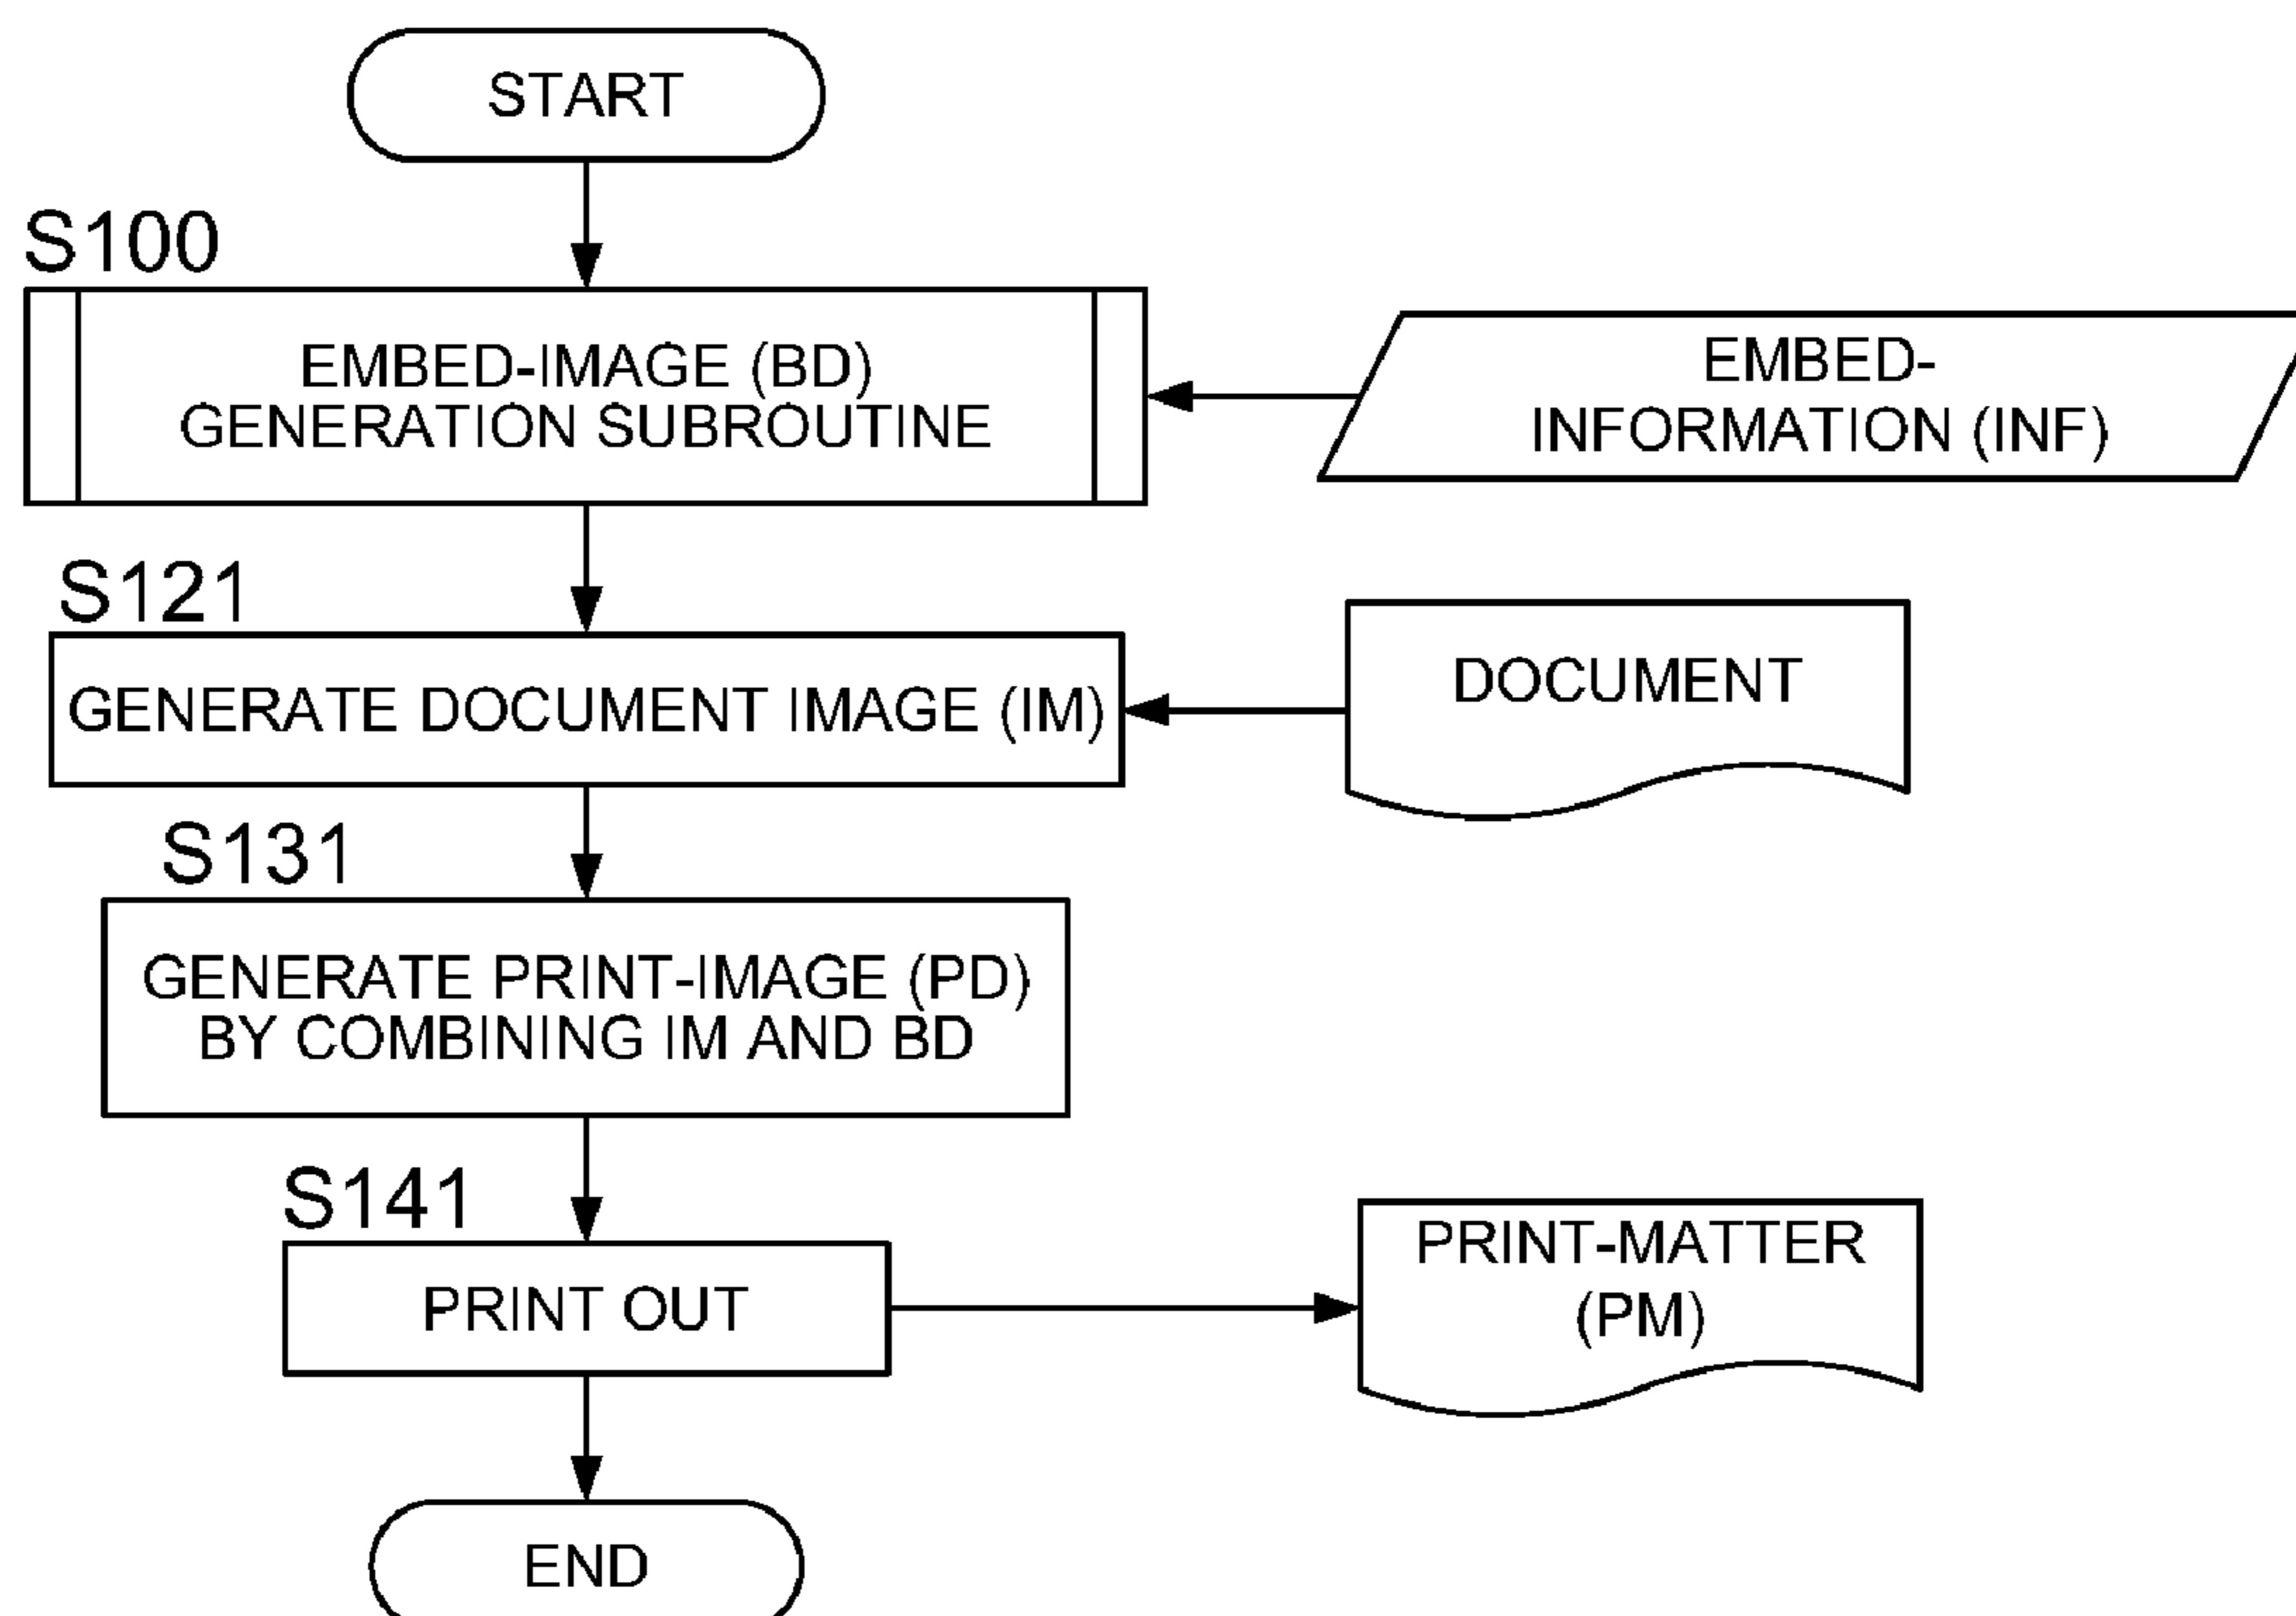 START
S100
EMBED-IMAGE (BD)
GENERATION SUBROUTINE
EMBED-
INFORMATION (INF)
S121
GENERATE DOCUMENT IMAGE (IM)
DOCUMENT
S131
GENERATE PRINT-IMAGE (PD)
BY COMBINING IM AND BD
S141
PRINT OUT
PRINT-MATTER
(PM)
END